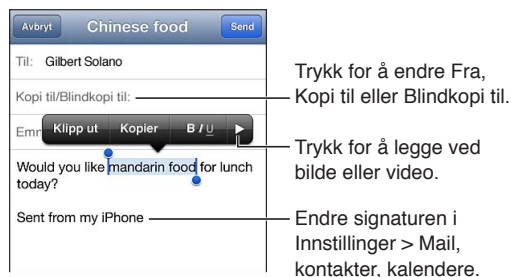 Avbryt Chinese food Send
Til: Gilbert Solano
Kopi til/Blindkopi til:
Emn
Klipp ut Kopier B I U
Would you like mandarin food for lunch
today?
Sent from my iPhone
Trykk for å endre Fra,
Kopi til eller Blindkopi til.
Trykk for å legge ved
bilde eller video.
Endre signaturen i
Innstillinger > Mail,
kontakter, kalendere.